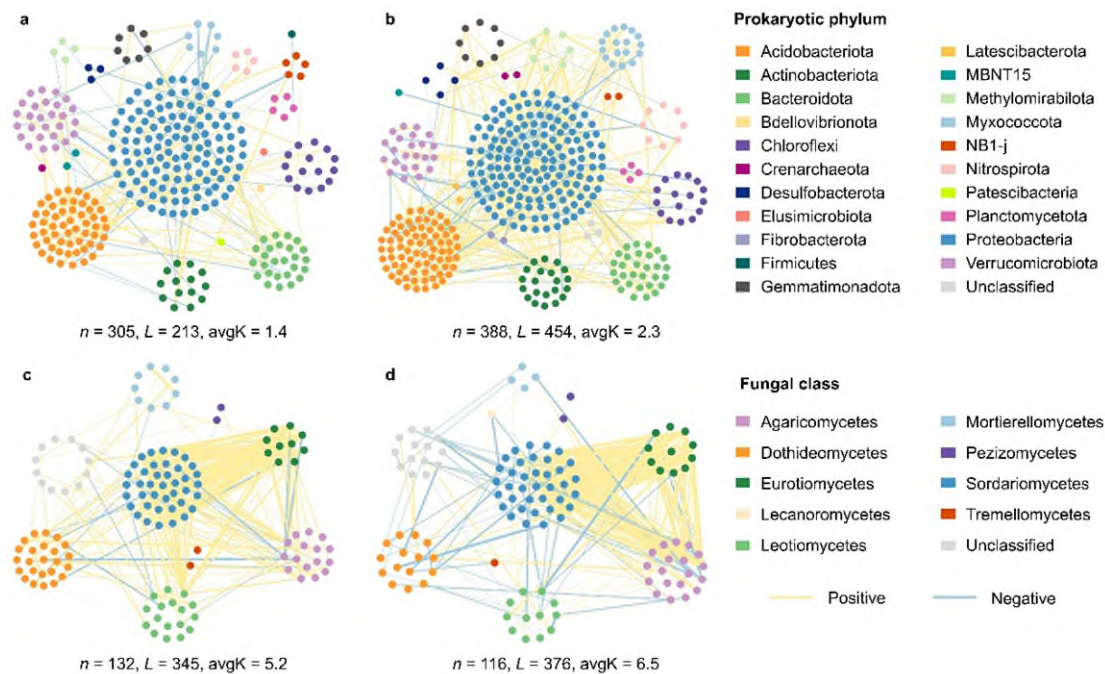 a
b
n = 305, L = 213, avgK = 1.4
n = 388, L = 454, avgK = 2.3
Prokaryotic phylum
Acidobacteriota
Actinobacteriota
Bacteroidota
Bdellovibrionota
Chloroflexi
Crenarchaeota
Desulfobacterota
Elusimicrobiota
Fibrobacterota
Firmicutes
Gemmatimonadota
Latescibacterota
MBNT15
Methylomirabilota
Myxococcota
NB1-j
Nitrospirota
Patescibacteria
Planctomycetota
Proteobacteria
Verrucomicrobiota
Unclassified
c
d
n = 132, L = 345, avgK = 5.2
n = 116, L = 376, avgK = 6.5
Fungal class
Agaricomycetes
Dothideomycetes
Eurotiomycetes
Lecanoromycetes
Leotiomycetes
Mortierellomycetes
Pezizomycetes
Sordariomycetes
Tremellomycetes
Unclassified
Positive
Negative